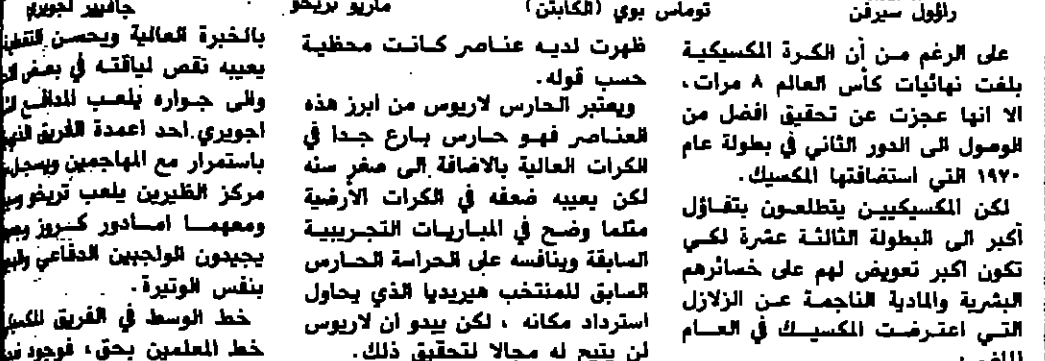 راؤول سيرفن
توماس بوي (الكابتن)
ماريو تريخو
جافيير اجويري
على الرغم من أن الكرة المكسيكية
بلغت نهائيات كأس العالم ٨ مرات،
الا انها عجزت عن تحقيق افضل من
الوصول الى الدور الثاني في بطولة عام
١٩٧٠ التي استضافتها المكسيك.
لكن المكسيكيين يتطلعون بتفاؤل
أكبر الى البطولة الثالثة عشرة لكي
تكون اكبر تعويض لهم على خسائرهم
البشرية والمادية الناجمة عن الزلازل
التي اعترضت المكسيك في العام
ظهرت لديه عناصر كانت محظية
حسب قوله.
ويعتبر الحارس لاريوس من ابرز هذه
العناصر فهو حارس بارع جدا في
الكرات العالية بالاضافة الى صغر سنه
لكن يعيبه ضعفه في الكرات الأرضية
مثلما وضح في المباريات التجريبية
السابقة وينافسه على الحراسة الحارس
السابق للمنتخب هيريديا الذي يحاول
استرداد مكانه ، لكن يبدو ان لاريوس
لن يتيح له مجالا لتحقيق ذلك.
بالخبرة العالية ويحسن
يعيبه نقص لياقته في بعض
والى جواره يلعب المدافع
اجويري احد اعمدة الفريق
باستمرار مع المهاجمين ويسجل
مركز الظهيرين يلعب تريخو
ومعهما امادور كروز
يجيدون الواجبين الدفاعي
بنفس الوتيرة.
خط الوسط في الفريق
خط المعلمين بحق، فوجود